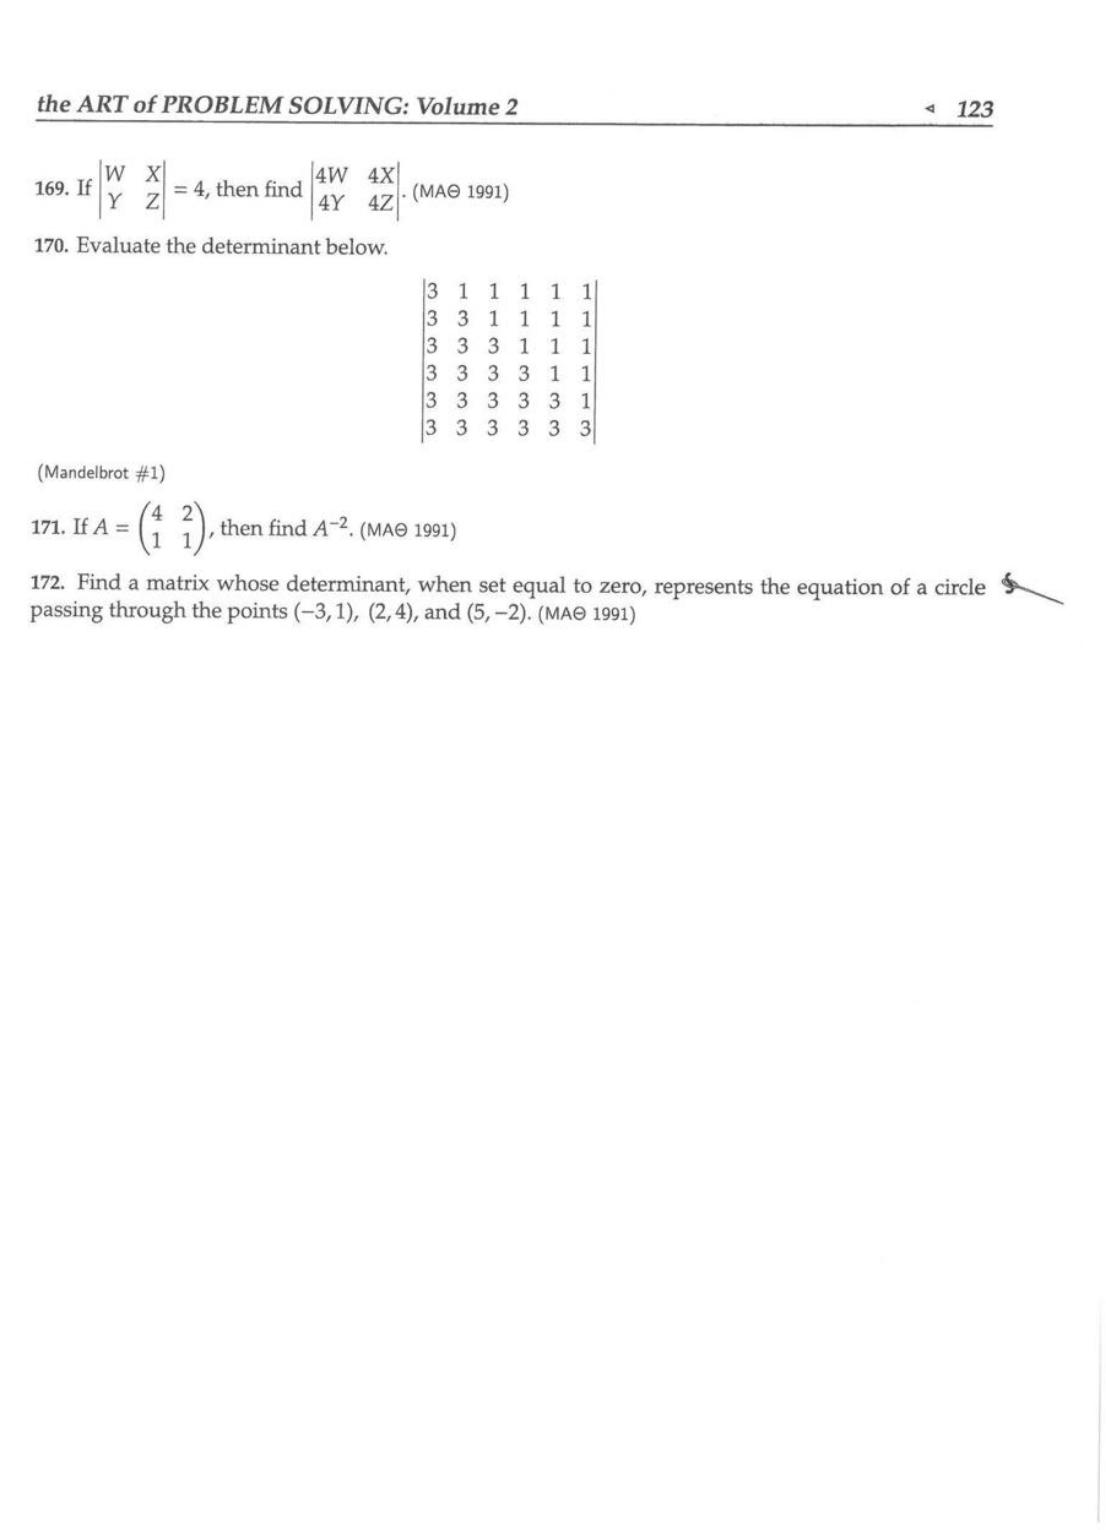 the ART of PROBLEM SOLVING: Volume 2 ◃ 123
169. If |W X| |Y Z| = 4, then find |4W 4X| |4Y 4Z|. (MAΘ 1991)
170. Evaluate the determinant below.
3 1 1 1 1 1
3 3 1 1 1 1
3 3 3 1 1 1
3 3 3 3 1 1
3 3 3 3 3 1
3 3 3 3 3 3
(Mandelbrot #1)
171. If A = (4 2 / 1 1), then find A⁻². (MAΘ 1991)
172. Find a matrix whose determinant, when set equal to zero, represents the equation of a circle
passing through the points (−3, 1), (2, 4), and (5, −2). (MAΘ 1991)